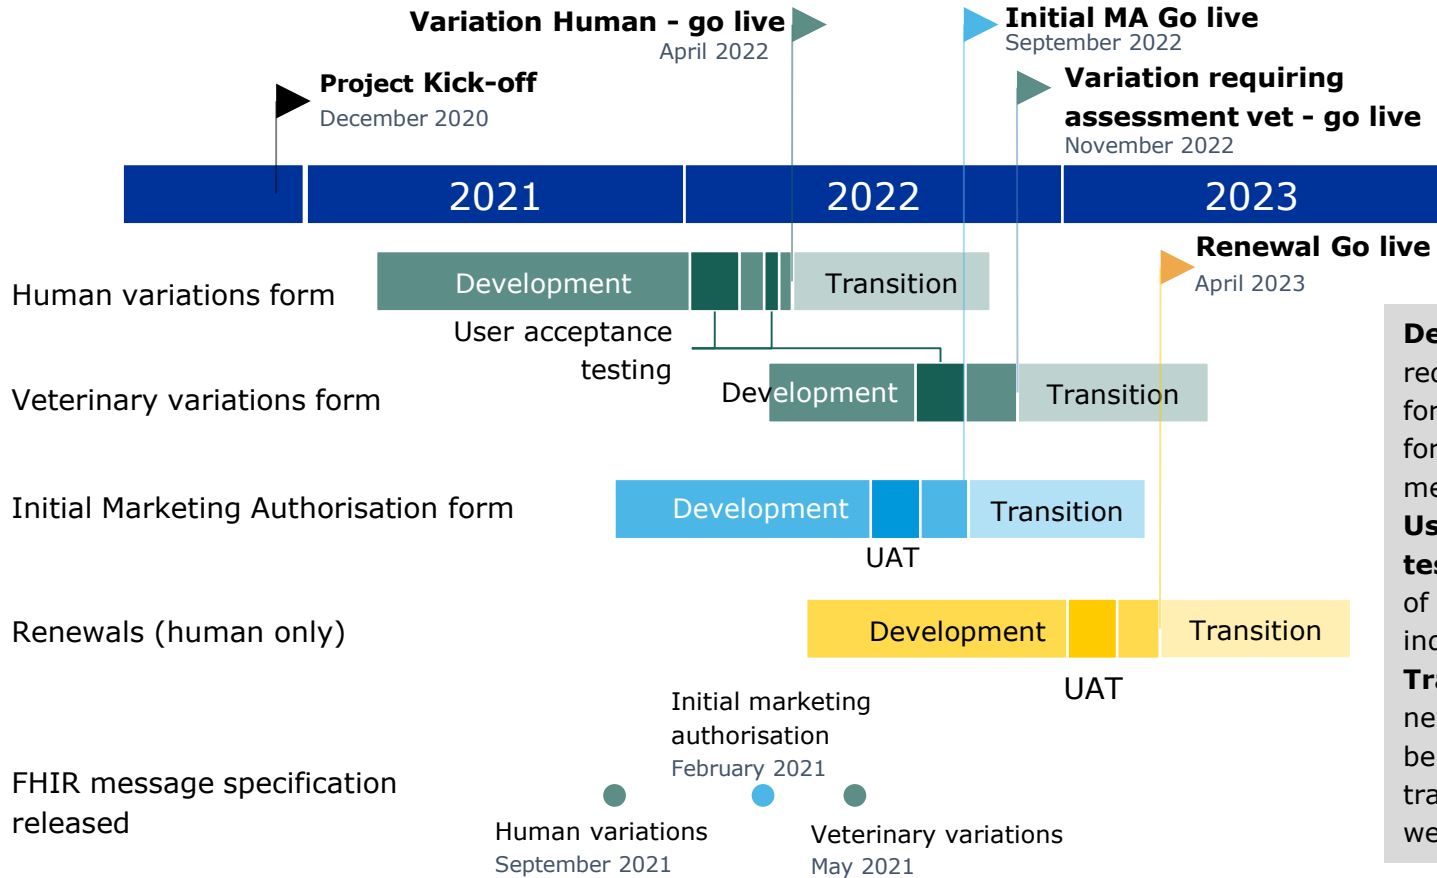 Variation Human - go live
April 2022
Initial MA Go live
September 2022
Project Kick-off
December 2020
Variation requiring
assessment vet - go live
November 2022
2021
2022
2023
Renewal Go live
April 2023
Human variations form
Development
Transition
User acceptance
testing
Veterinary variations form
Development
Transition
Initial Marketing Authorisation form
Development
Transition
UAT
Renewals (human only)
Development
Transition
UAT
FHIR message specification
released
Initial marketing
authorisation
February 2021
Human variations
September 2021
Veterinary variations
May 2021
of